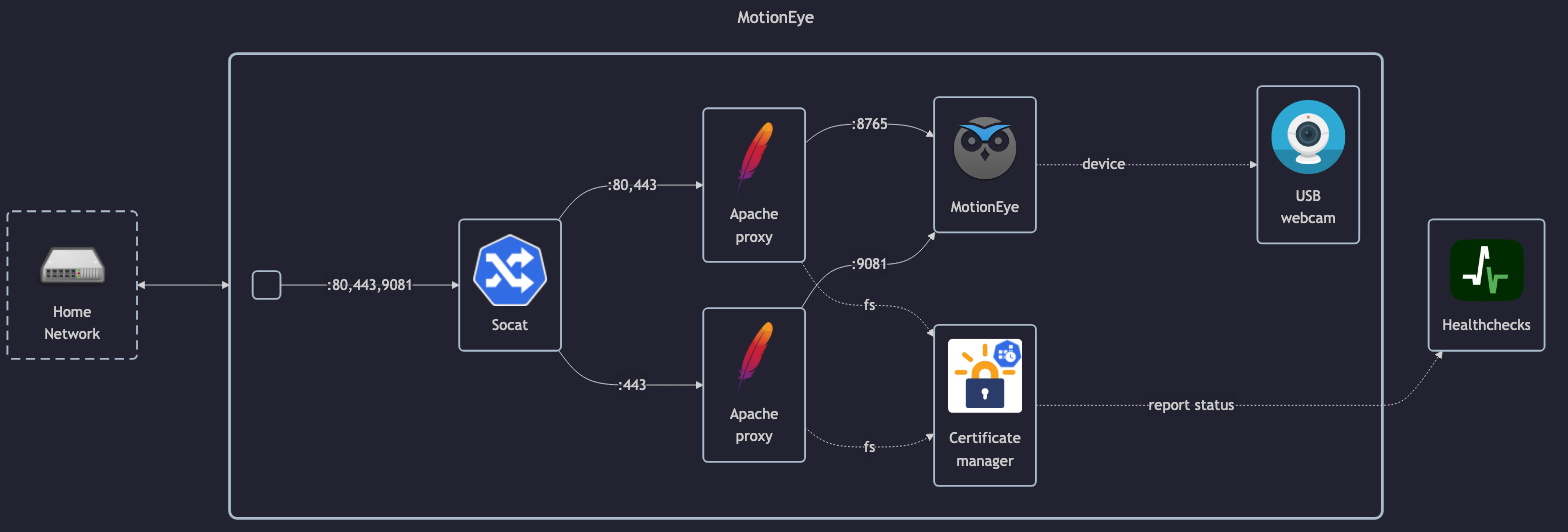 MotionEye
Home
Network
:80,443,9081
Socat
:80,443
:443
Apache
proxy
Apache
proxy
:8765
:9081
fs
fs
MotionEye
Certificate
manager
device
report status
USB
webcam
Healthchecks